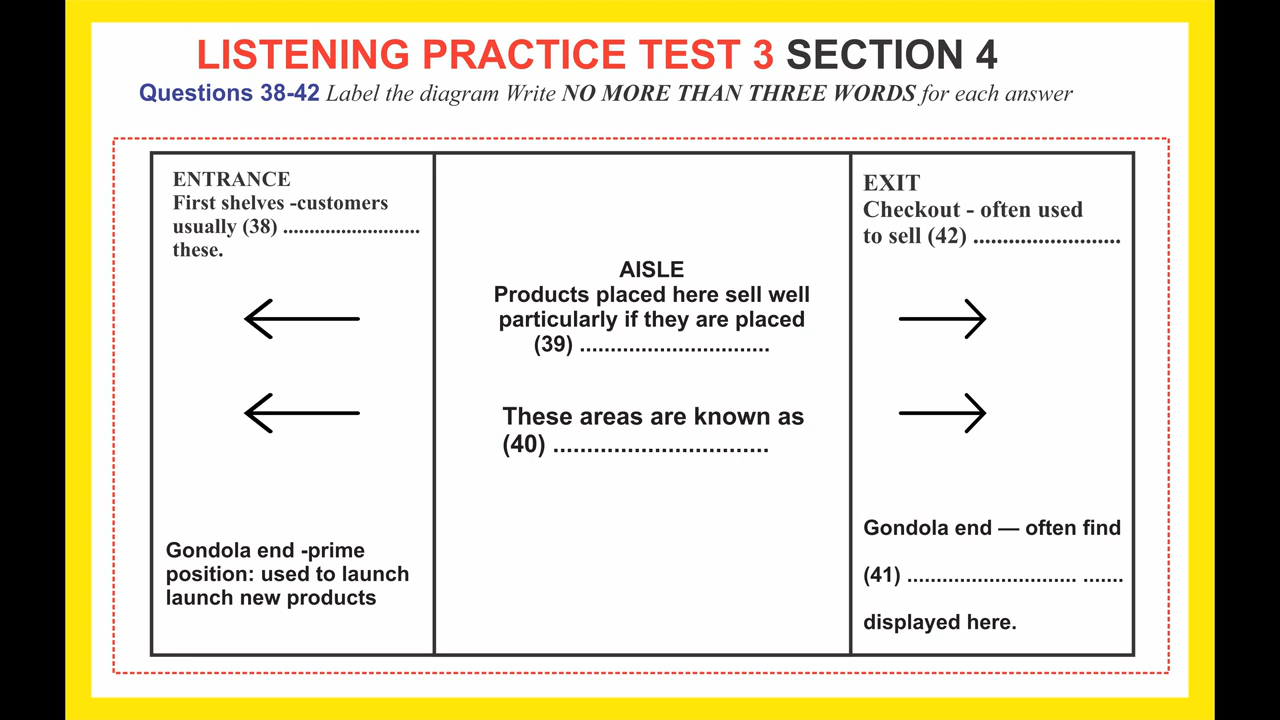 LISTENING PRACTICE TEST 3 SECTION 4
Questions 38-42 Label the diagram Write NO MORE THAN THREE WORDS for each answer
ENTRANCE
First shelves -customers
usually (38) ..........................
these.
Gondola end -prime
position: used to launch
launch new products
AISLE
Products placed here sell well
particularly if they are placed
(39) ...............................
These areas are known as
(40) ................................
EXIT
Checkout - often used
to sell (42) .........................
Gondola end — often find
(41) ............................ .......
displayed here.